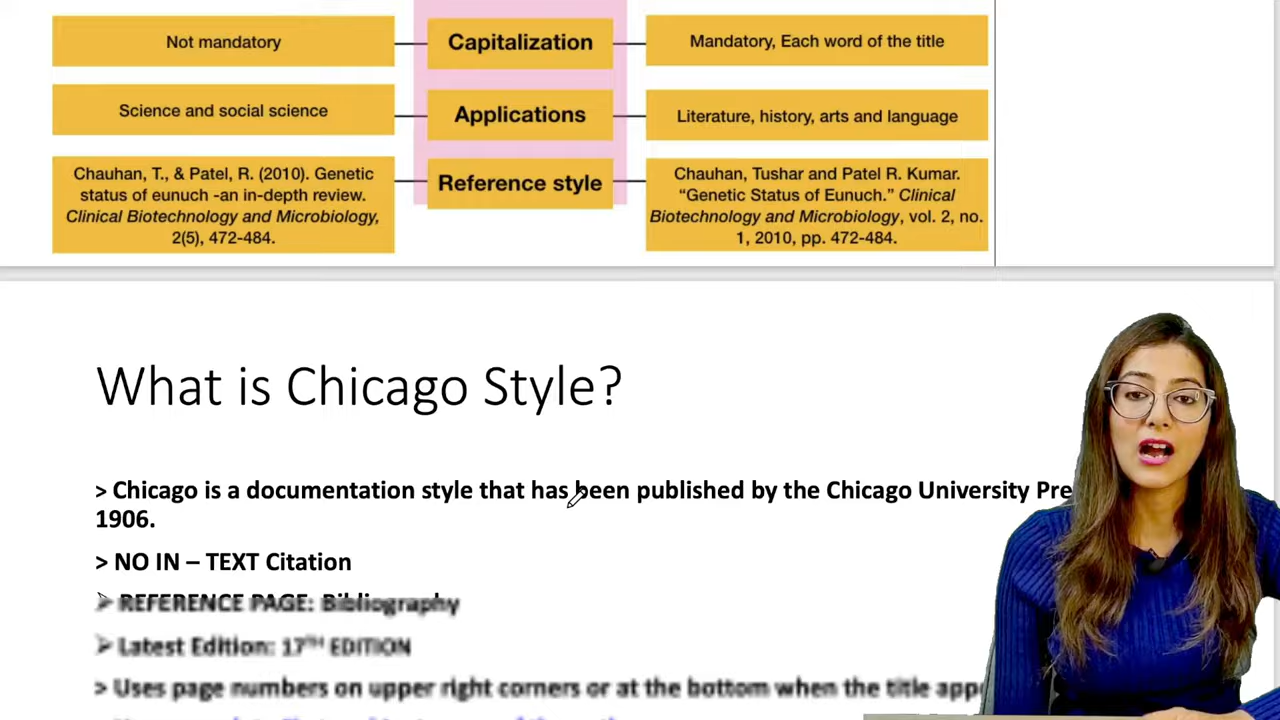 Not mandatory
Capitalization
Mandatory, Each word of the title
Science and social science
Applications
Literature, history, arts and language
Chauhan, T., & Patel, R. (2010). Genetic
status of eunuch -an in-depth review.
Clinical Biotechnology and Microbiology,
2(5), 472-484.
Reference style
Chauhan, Tushar and Patel R. Kumar.
“Genetic Status of Eunuch.” Clinical
Biotechnology and Microbiology, vol. 2, no.
1, 2010, pp. 472-484.
What is Chicago Style?
> Chicago is a documentation style that has been published by the Chicago University Pre
1906.
> NO IN – TEXT Citation
➢ REFERENCE PAGE: Bibliography
➢ Latest Edition: 17TH EDITION
> Uses page numbers on upper right corners or at the bottom when the title app